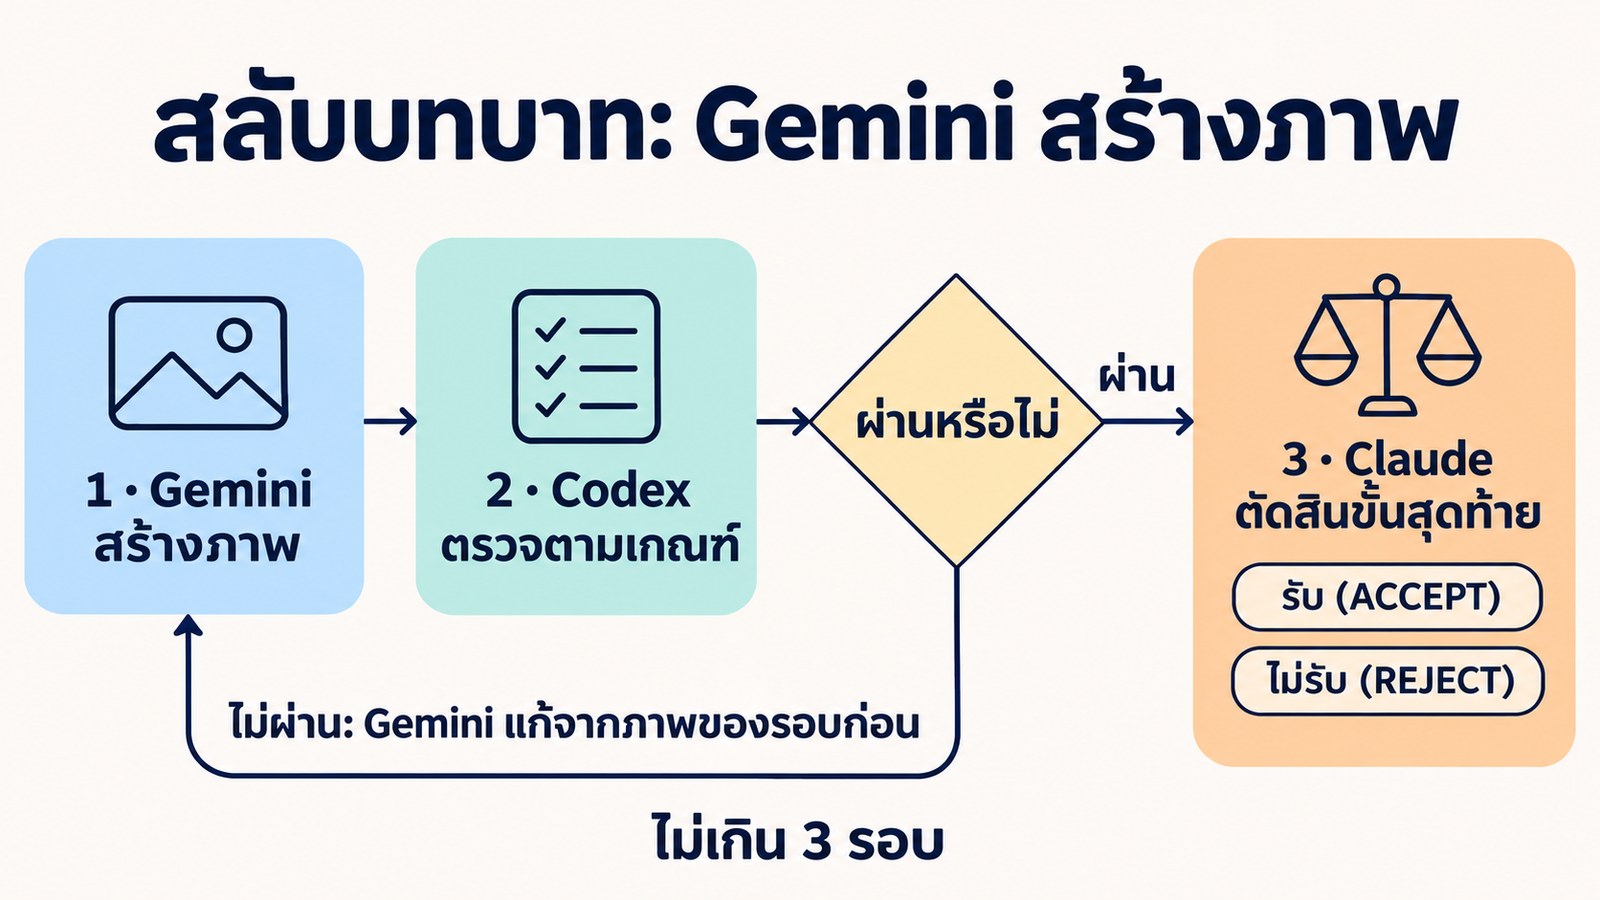 สลับบทบาท: Gemini สร้างภาพ
1 · Gemini
สร้างภาพ
2 · Codex
ตรวจตามเกณฑ์
ผ่านหรือไม่
ผ่าน
3 · Claude
ตัดสินขั้นสุดท้าย
รับ (ACCEPT)
ไม่รับ (REJECT)
ไม่ผ่าน: Gemini แก้จากภาพของรอบก่อน
ไม่เกิน 3 รอบ